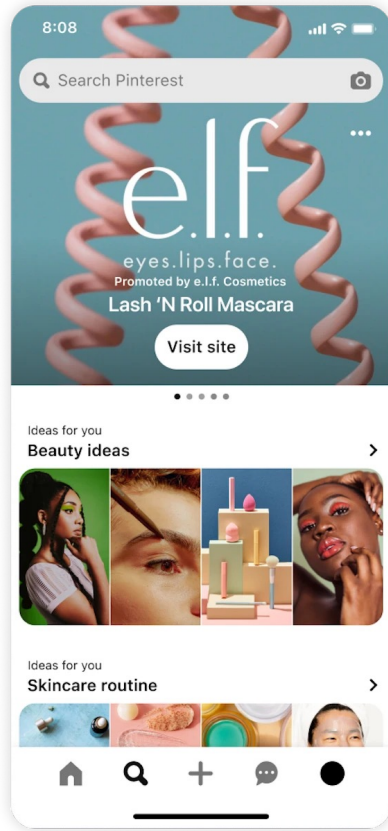 8:08
Search Pinterest
e.l.f.
eyes.lips.face.
Promoted by e.l.f. Cosmetics
Lash ‘N Roll Mascara
Visit site
Ideas for you
Beauty ideas
Ideas for you
Skincare routine